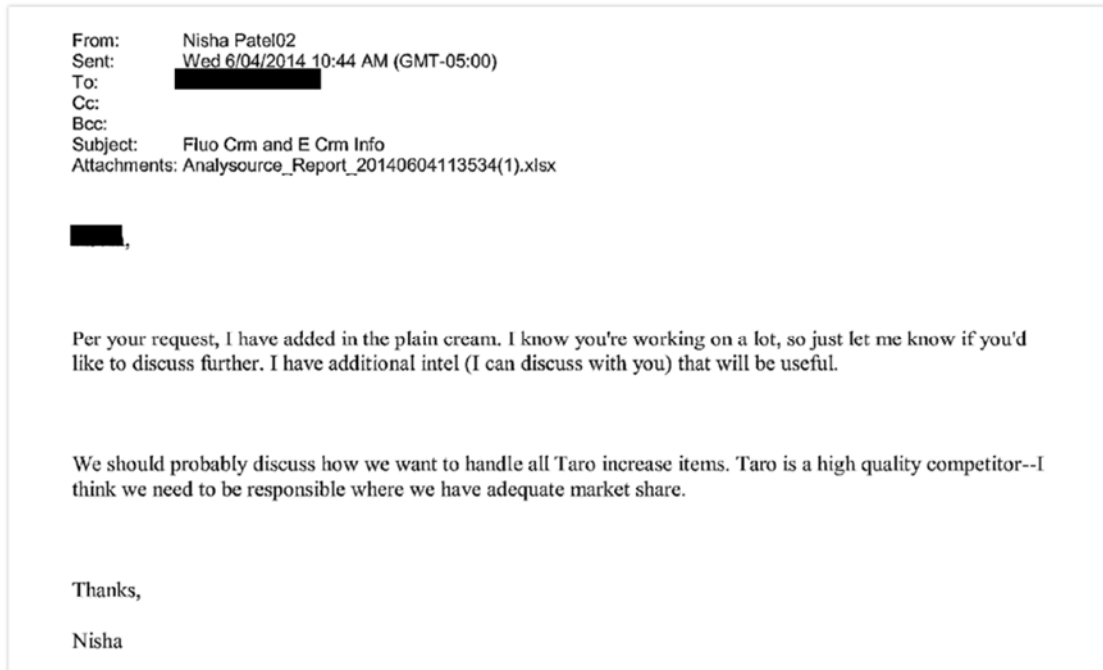 From: Nisha Patel02
Sent: Wed 6/04/2014 10:44 AM (GMT-05:00)
To:
Cc:
Bcc:
Subject: Fluo Crm and E Crm Info
Attachments: Analysource_Report_20140604113534(1).xlsx
,
Per your request, I have added in the plain cream. I know you're working on a lot, so just let me know if you'd
like to discuss further. I have additional intel (I can discuss with you) that will be useful.
We should probably discuss how we want to handle all Taro increase items. Taro is a high quality competitor--I
think we need to be responsible where we have adequate market share.
Thanks,
Nisha